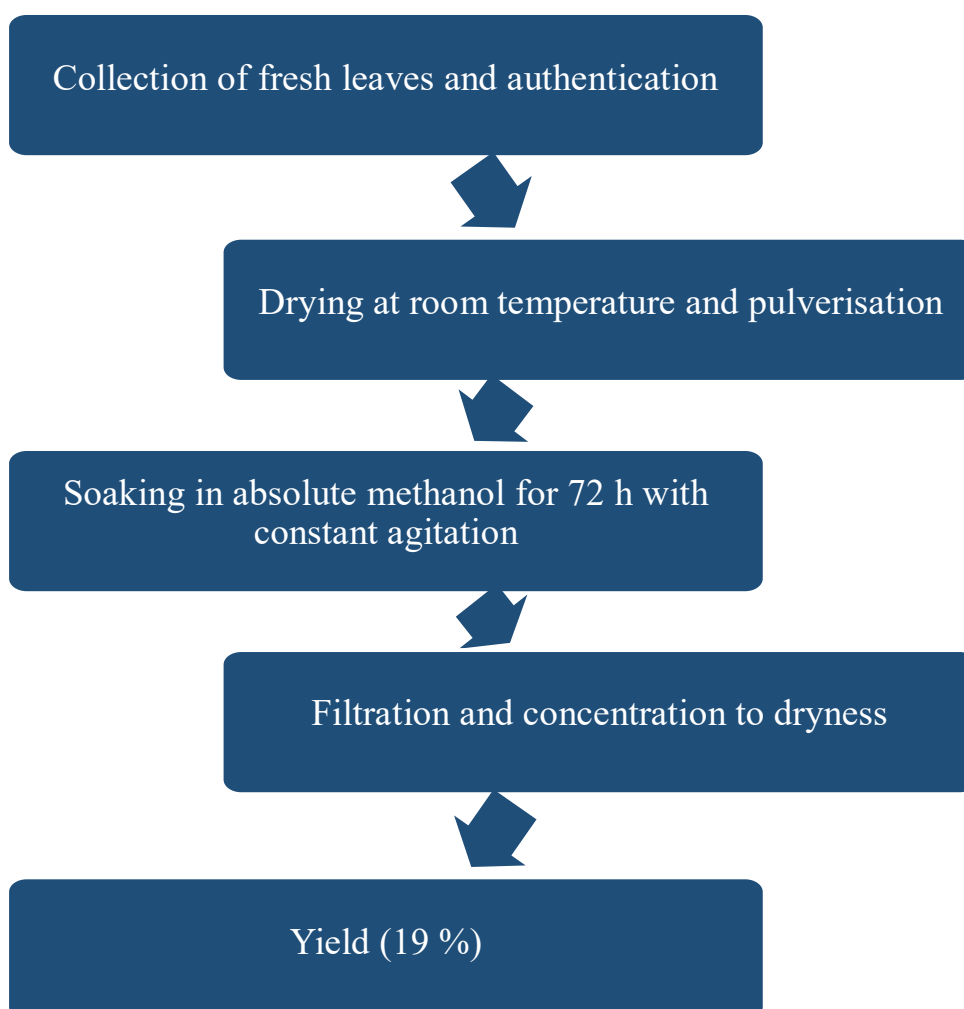 Collection of fresh leaves and authentication
Drying at room temperature and pulverisation
Soaking in absolute methanol for 72 h with
constant agitation
Filtration and concentration to dryness
Yield (19 %)